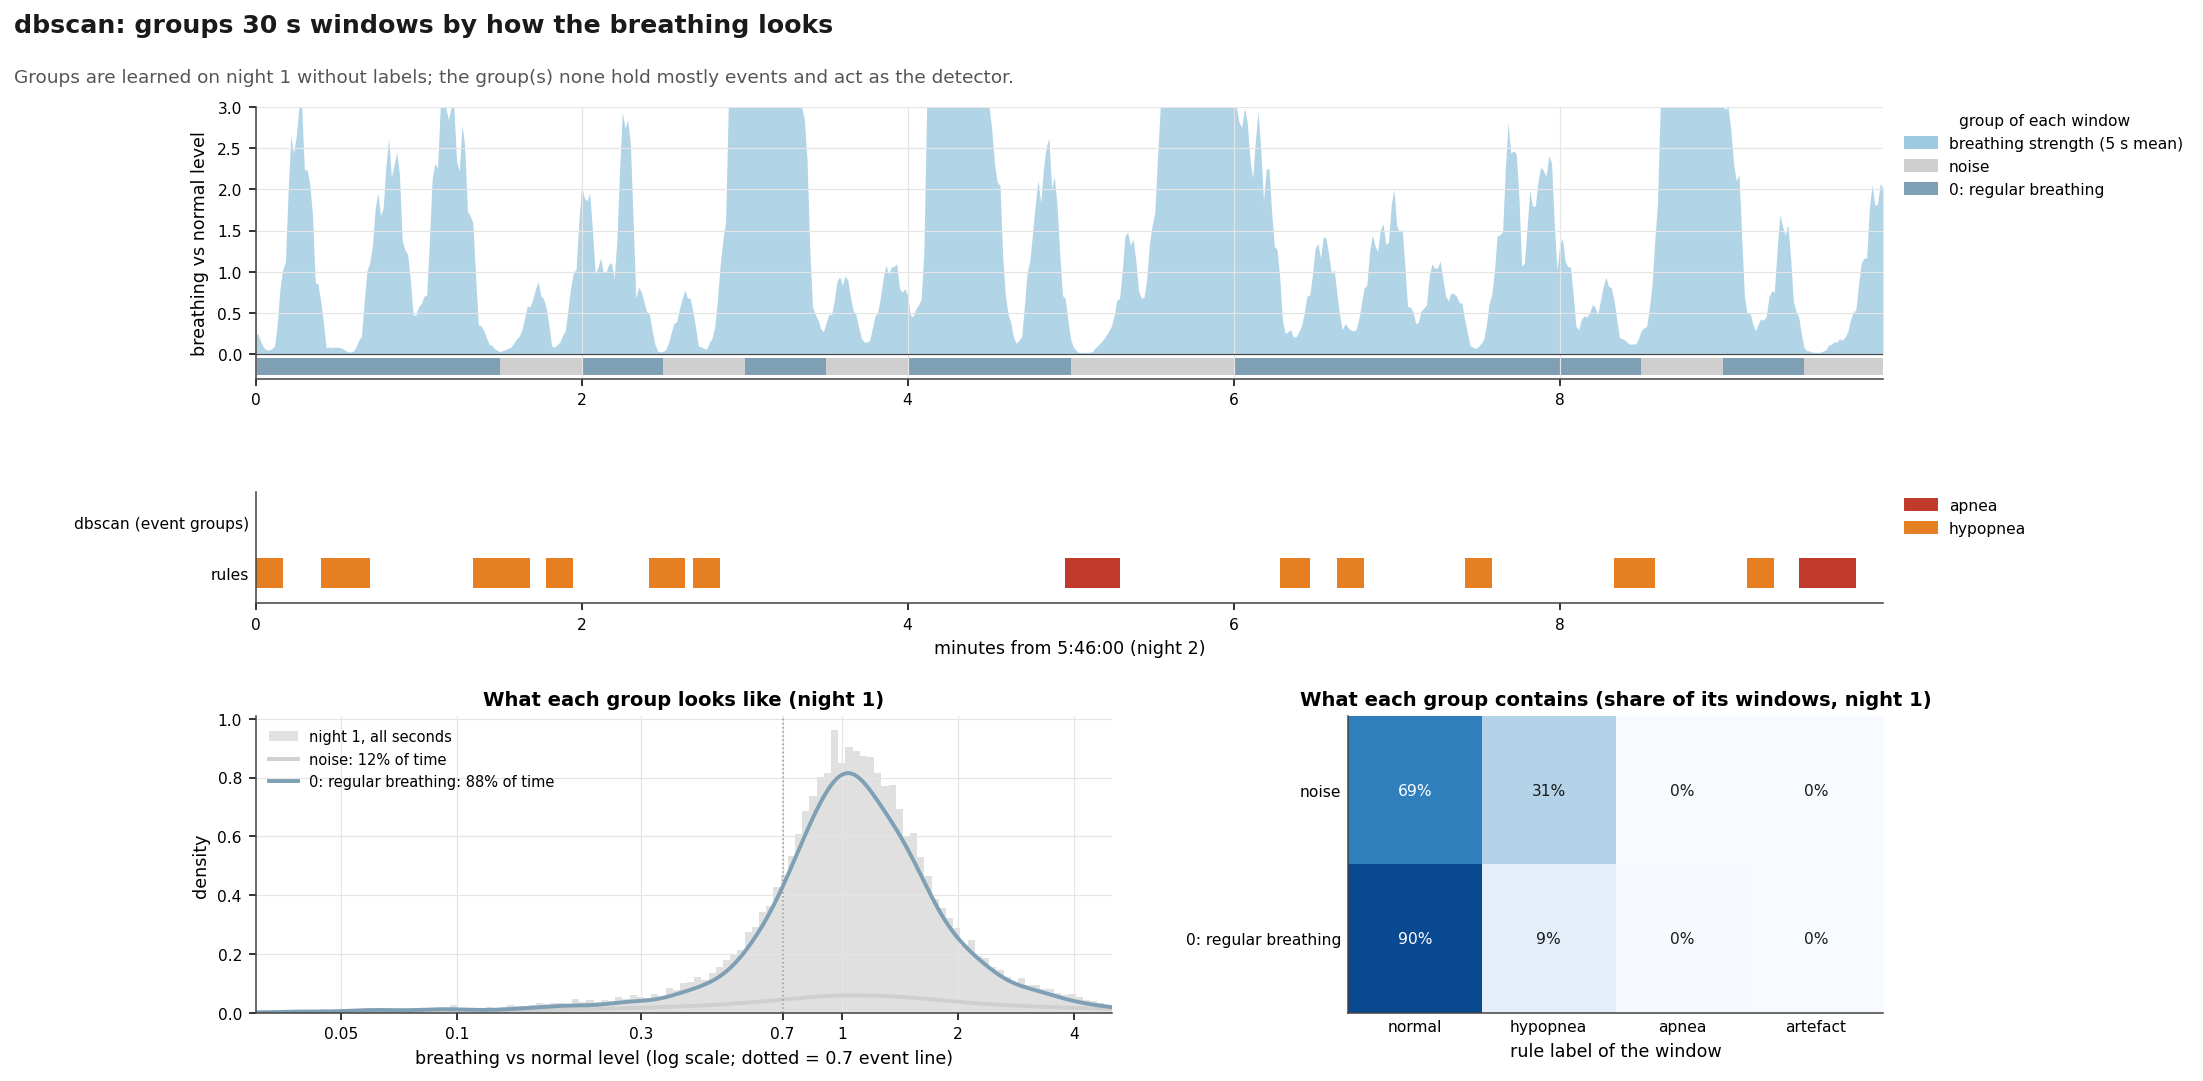 dbscan: groups 30 s windows by how the breathing looks
Groups are learned on night 1 without labels; the group(s) none hold mostly events and act as the detector.
breathing vs normal level
3.0
2.5
2.0
1.5
1.0
0.5
0.0
0 2 4 6 8
group of each window
breathing strength (5 s mean)
noise
0: regular breathing
dbscan (event groups)
rules
0 2 4 6 8
minutes from 5:46:00 (night 2)
apnea
hypopnea
What each group looks like (night 1)
density
1.0
0.8
0.6
0.4
0.2
0.0
night 1, all seconds
noise: 12% of time
0: regular breathing: 88% of time
0.05 0.1 0.3 0.7 1 2 4
breathing vs normal level (log scale; dotted = 0.7 event line)
What each group contains (share of its windows, night 1)
noise 69% 31% 0% 0%
0: regular breathing 90% 9% 0% 0%
normal hypopnea apnea artefact
rule label of the window